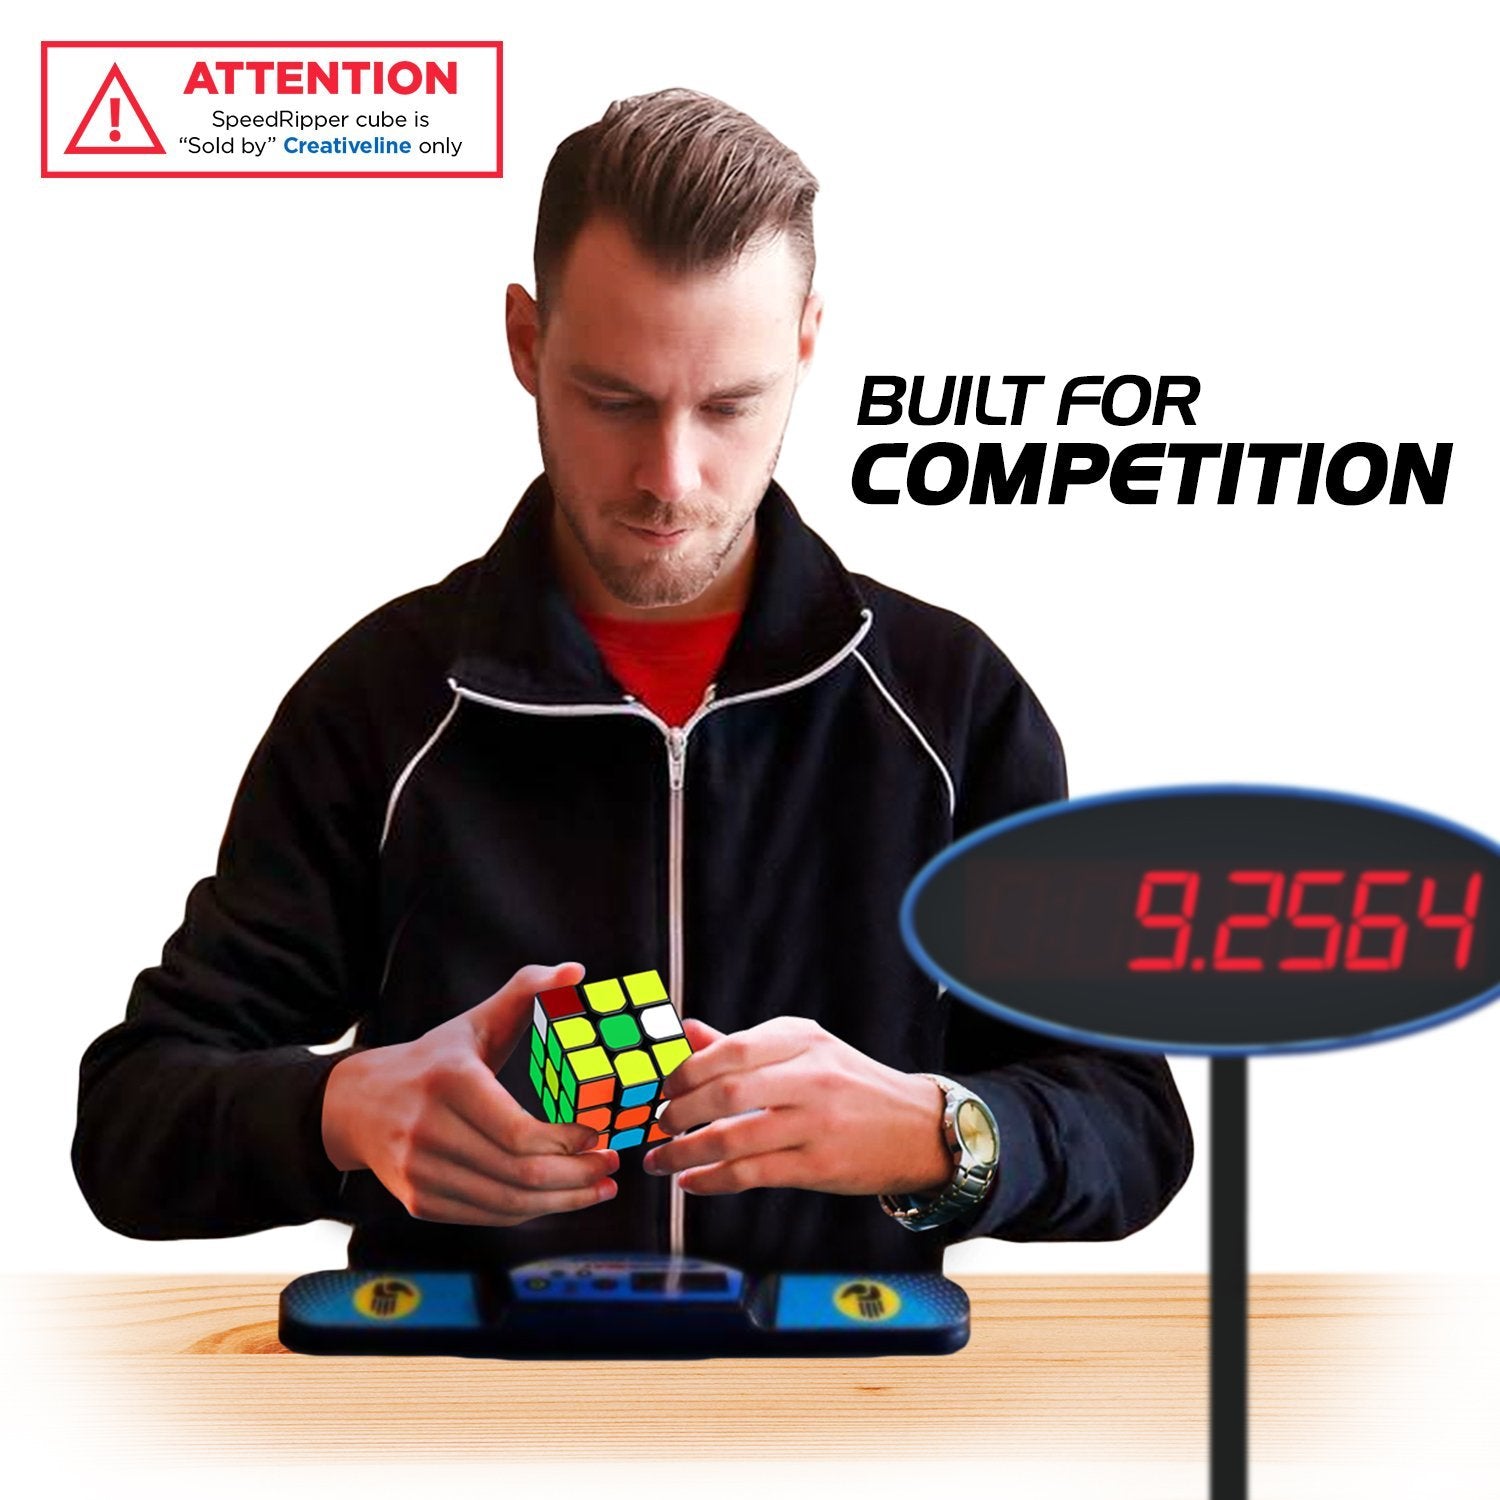 ATTENTION
SpeedRipper cube is
“Sold by” Creativeline only
BUILT FOR
COMPETITION
9.2564